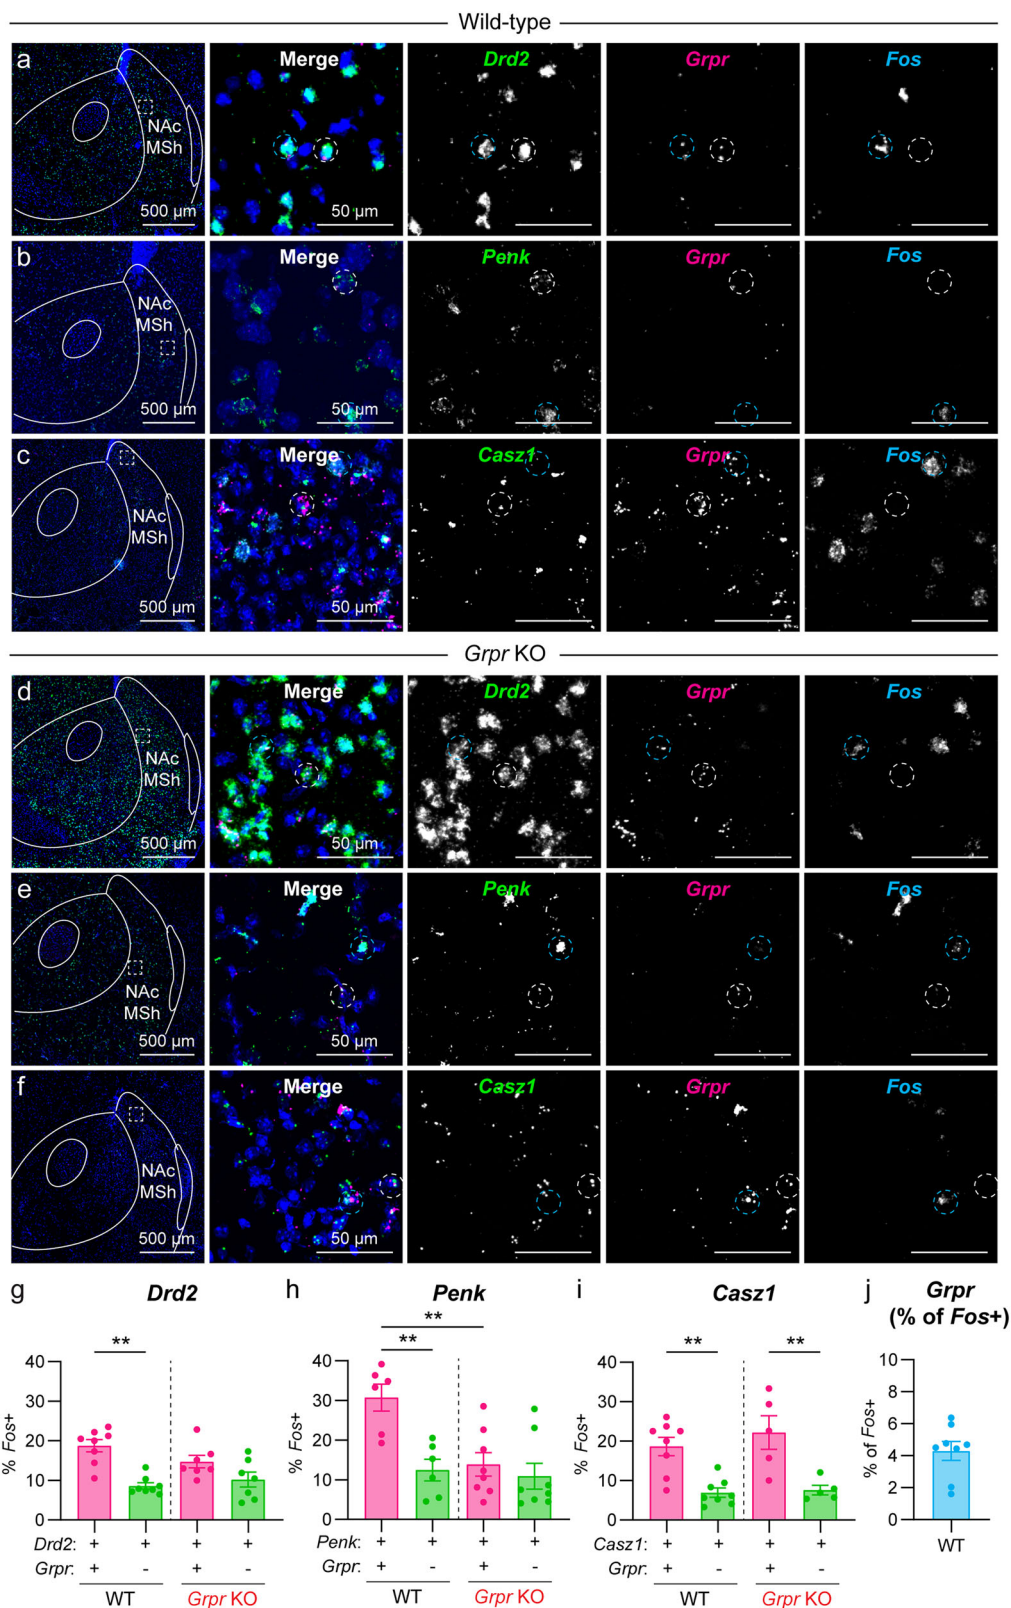 Wild-type
a
NAc
MSh
500 µm
Merge
50 µm
Drd2
Grpr
Fos
b
NAc
MSh
500 µm
Merge
50 µm
Penk
Grpr
Fos
c
NAc
MSh
500 µm
Merge
50 µm
Casz1
Grpr
Fos
Grpr KO
d
NAc
MSh
500 µm
Merge
50 µm
Drd2
Grpr
Fos
e
NAc
MSh
500 µm
Merge
50 µm
Penk
Grpr
Fos
f
NAc
MSh
500 µm
Merge
50 µm
Casz1
Grpr
Fos
g
Drd2
**
40
30
20
10
0
% Fos+
Drd2: + + + +
Grpr: + - + -
WT Grpr KO
h
Penk
**
**
40
30
20
10
0
% Fos+
Penk: + + + +
Grpr: + - + -
WT Grpr KO
i
Casz1
** **
40
30
20
10
0
% Fos+
Casz1: + + + +
Grpr: + - + -
WT Grpr KO
j
Grpr
(% of Fos+)
10
8
6
4
2
0
% of Fos+
WT